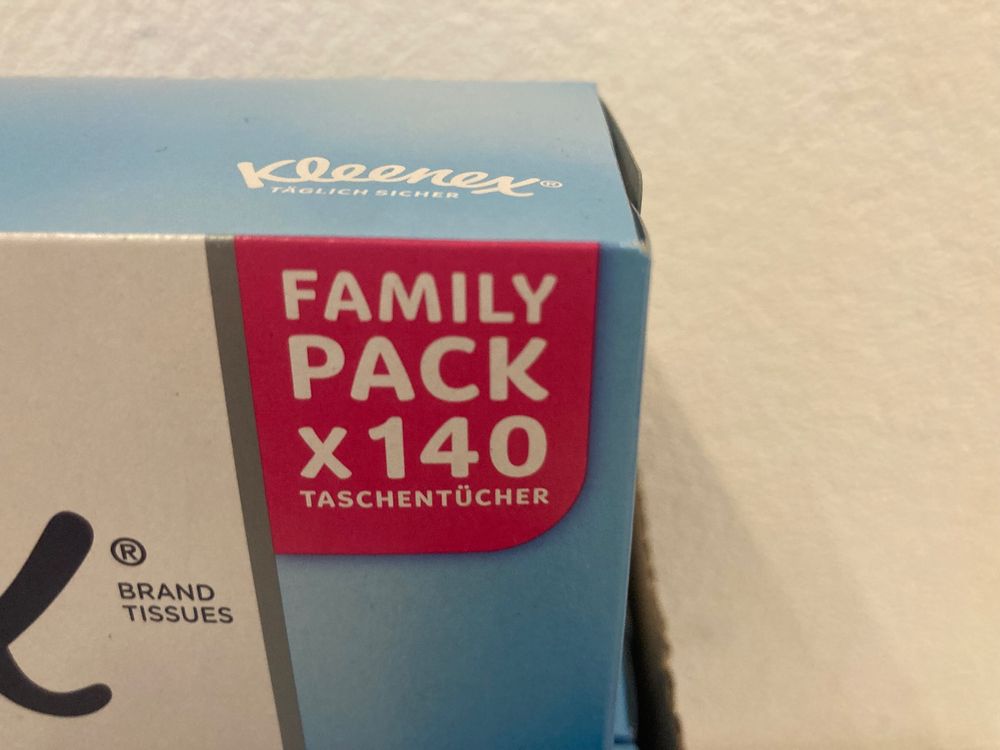 Kleenex®
TÄGLICH SICHER
FAMILY
PACK
x140
TASCHENTÜCHER
®
BRAND
TISSUES